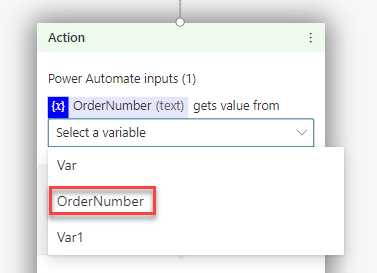 Action
Power Automate inputs (1)
{x} OrderNumber (text) gets value from
Select a variable
Var
OrderNumber
Var1